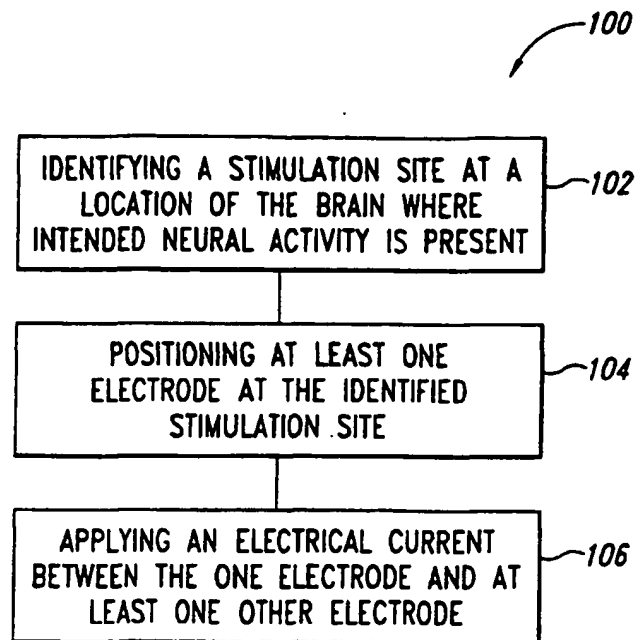 100
IDENTIFYING A STIMULATION SITE AT A
LOCATION OF THE BRAIN WHERE
INTENDED NEURAL ACTIVITY IS PRESENT
102
POSITIONING AT LEAST ONE
ELECTRODE AT THE IDENTIFIED
STIMULATION SITE
104
APPLYING AN ELECTRICAL CURRENT
BETWEEN THE ONE ELECTRODE AND AT
LEAST ONE OTHER ELECTRODE
106